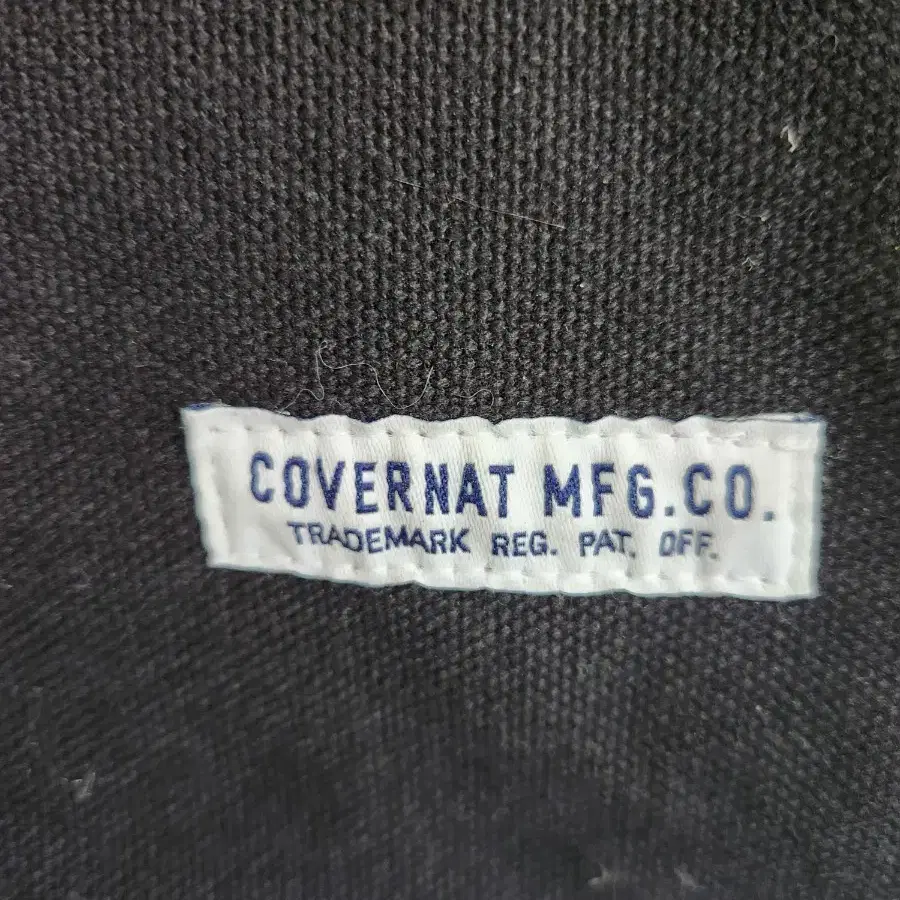 COVERNAT MFG.CO.
TRADEMARK REG. PAT. OFF.